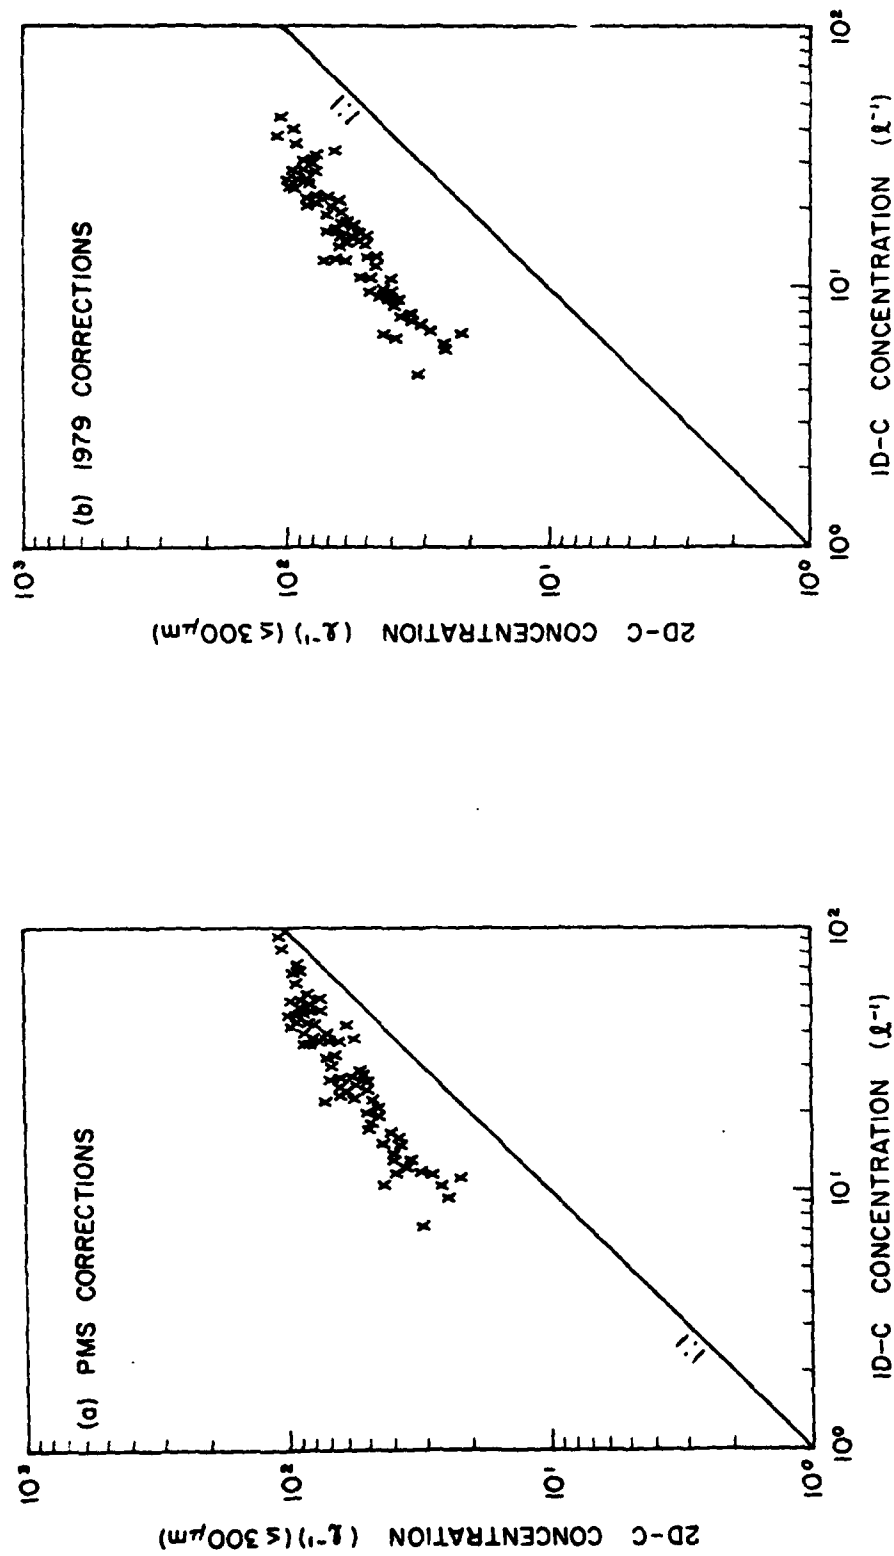 (a) PMS CORRECTIONS
10³
10²
10¹
10⁰
2D-C CONCENTRATION (ℓ⁻¹) (≤300μm)
1:1
10⁰
10¹
10²
1D-C CONCENTRATION (ℓ⁻¹)
(b) 1979 CORRECTIONS
10³
10²
10¹
10⁰
2D-C CONCENTRATION (ℓ⁻¹) (≤300μm)
1:1
10⁰
10¹
10²
1D-C CONCENTRATION (ℓ⁻¹)